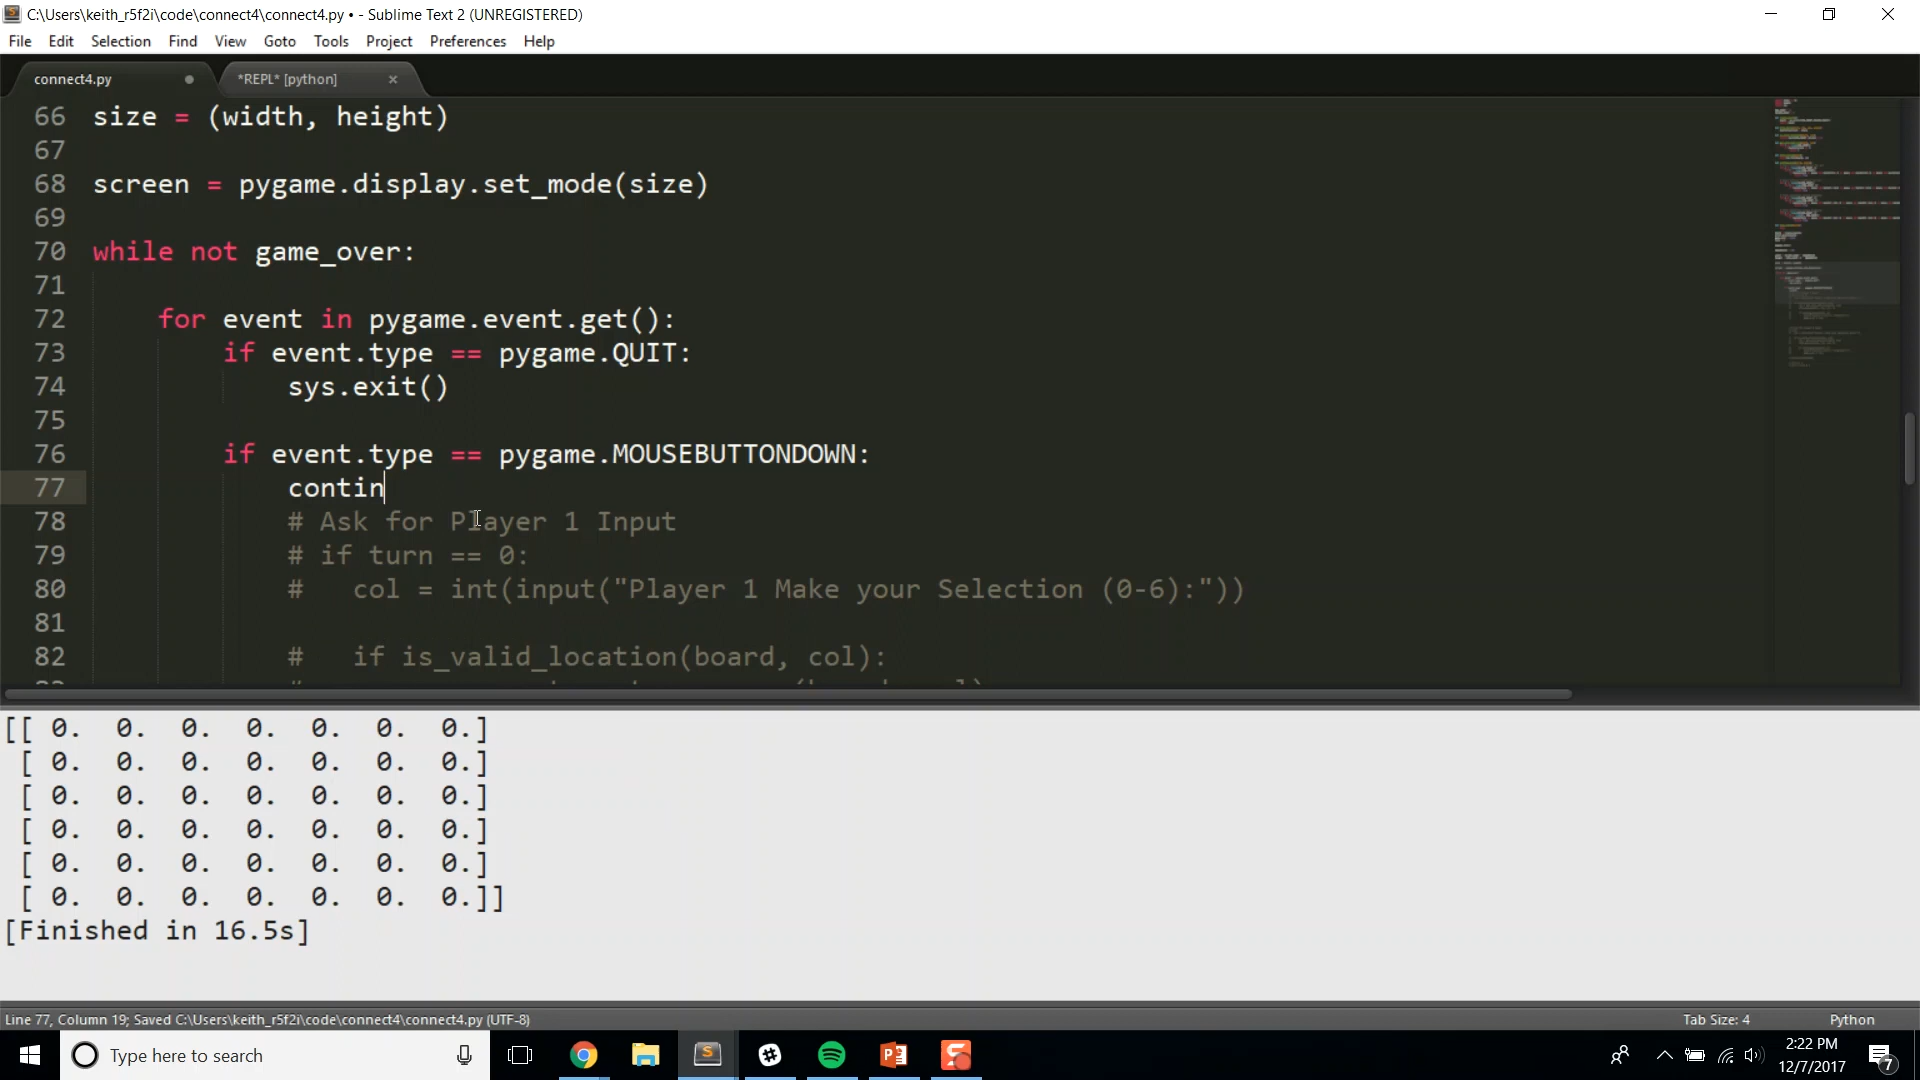 C:\Users\keith_r5f2i\code\connect4\connect4.py • - Sublime Text 2 (UNREGISTERED)
File Edit Selection Find View Goto Tools Project Preferences Help
connect4.py
*REPL* [python]
66 size = (width, height)
67
68 screen = pygame.display.set_mode(size)
69
70 while not game_over:
71
72 for event in pygame.event.get():
73 if event.type == pygame.QUIT:
74 sys.exit()
75
76 if event.type == pygame.MOUSEBUTTONDOWN:
77 contin
78 # Ask for Player 1 Input
79 # if turn == 0:
80 # col = int(input("Player 1 Make your Selection (0-6):"))
81
82 # if is_valid_location(board, col):
[[ 0. 0. 0. 0. 0. 0. 0.]
[ 0. 0. 0. 0. 0. 0. 0.]
[ 0. 0. 0. 0. 0. 0. 0.]
[ 0. 0. 0. 0. 0. 0. 0.]
[ 0. 0. 0. 0. 0. 0. 0.]
[ 0. 0. 0. 0. 0. 0. 0.]]
[Finished in 16.5s]
Line 77, Column 19; Saved C:\Users\keith_r5f2i\code\connect4\connect4.py (UTF-8)
Tab Size: 4
Python
Type here to search
2:22 PM
12/7/2017
7